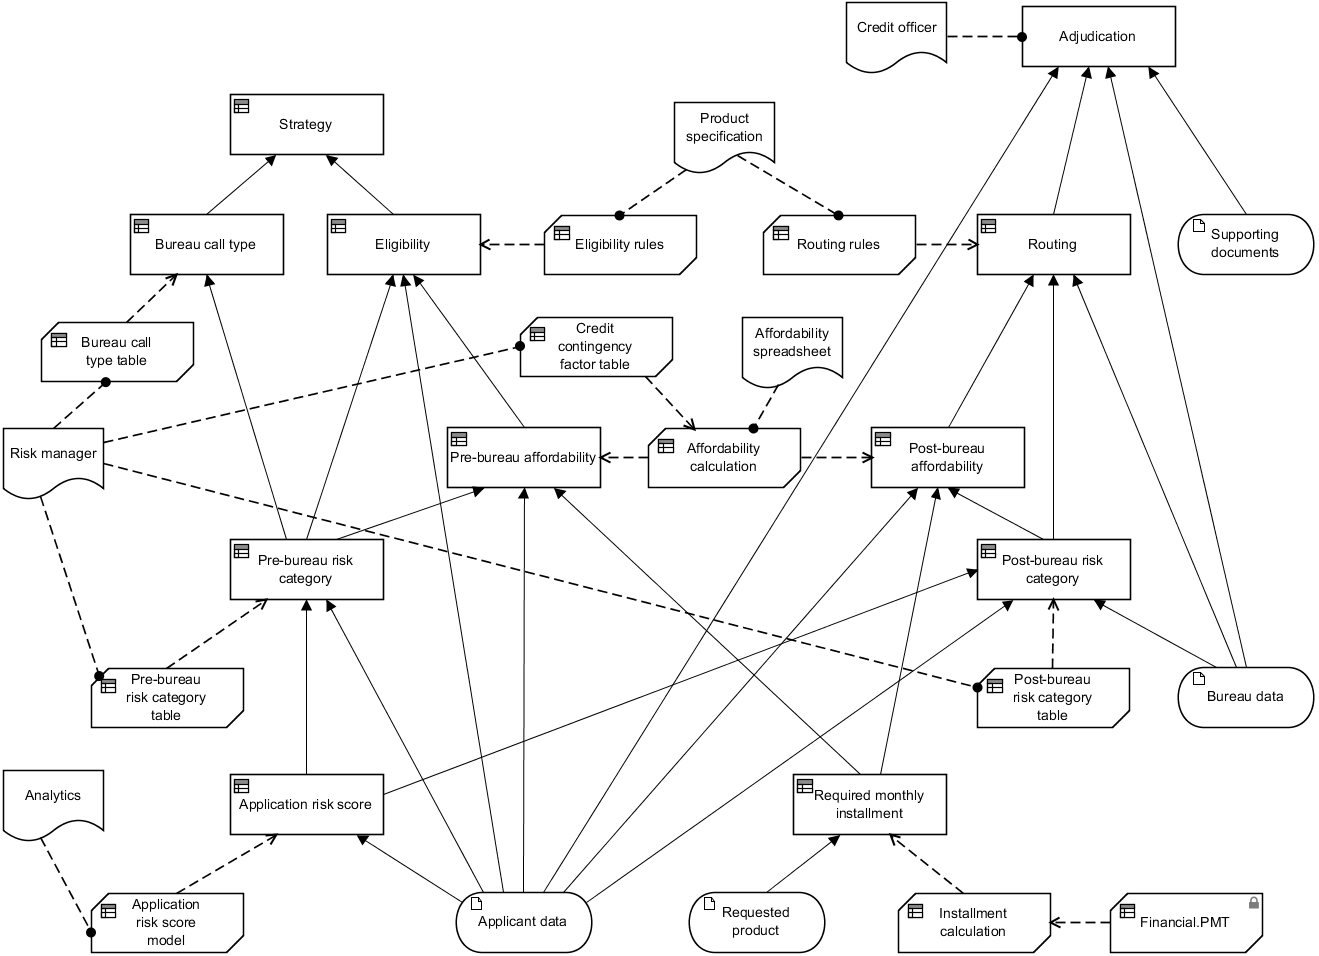 Credit officer
Adjudication
Strategy
Product
specification
Bureau call type
Eligibility
Eligibility rules
Routing rules
Routing
Supporting
documents
Bureau call
type table
Credit
contingency
factor table
Affordability
spreadsheet
Risk manager
Pre-bureau affordability
Affordability
calculation
Post-bureau
affordability
Pre-bureau risk
category
Post-bureau risk
category
Pre-bureau
risk category
table
Post-bureau
risk category
table
Bureau data
Analytics
Application risk score
Required monthly
installment
Application
risk score
model
Applicant data
Requested
product
Installment
calculation
Financial.PMT